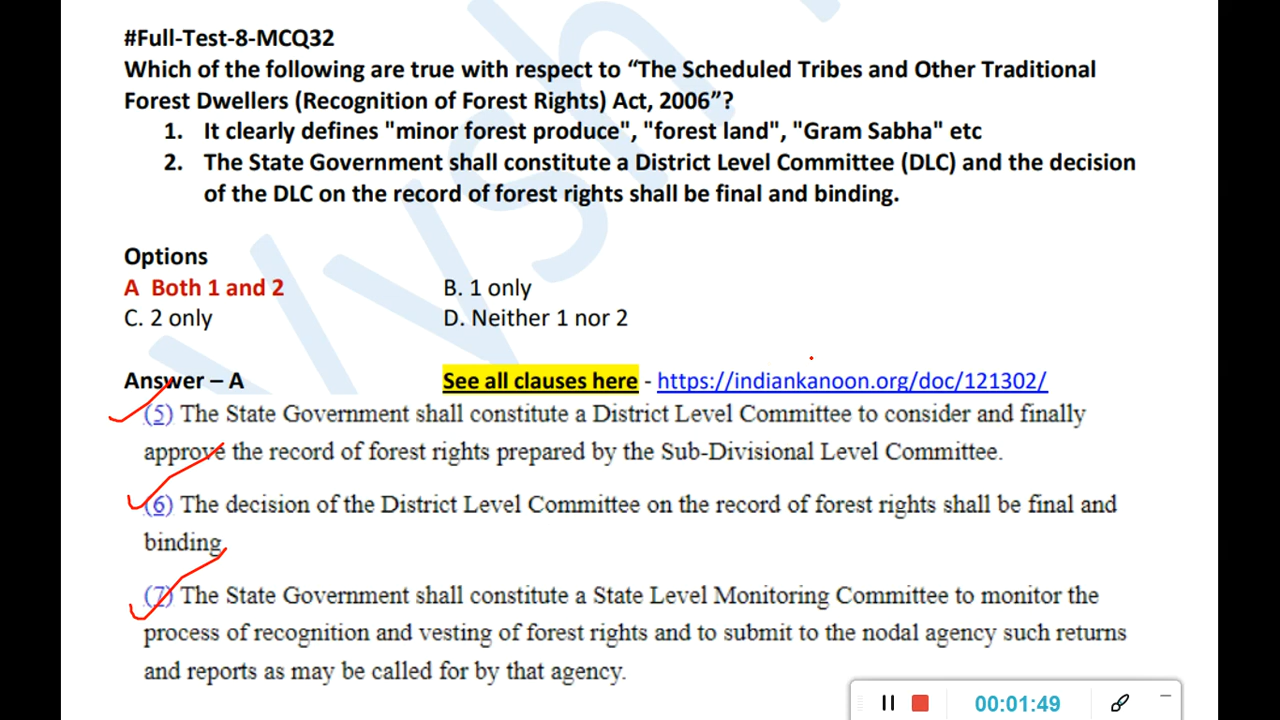 #Full-Test-8-MCQ32
Which of the following are true with respect to “The Scheduled Tribes and Other Traditional
Forest Dwellers (Recognition of Forest Rights) Act, 2006”?
1. It clearly defines "minor forest produce", "forest land", "Gram Sabha" etc
2. The State Government shall constitute a District Level Committee (DLC) and the decision
of the DLC on the record of forest rights shall be final and binding.
Options
A Both 1 and 2 B. 1 only
C. 2 only D. Neither 1 nor 2
Answer – A See all clauses here - https://indiankanoon.org/doc/121302/
(5) The State Government shall constitute a District Level Committee to consider and finally
approve the record of forest rights prepared by the Sub-Divisional Level Committee.
(6) The decision of the District Level Committee on the record of forest rights shall be final and
binding.
(7) The State Government shall constitute a State Level Monitoring Committee to monitor the
process of recognition and vesting of forest rights and to submit to the nodal agency such returns
and reports as may be called for by that agency.
00:01:49